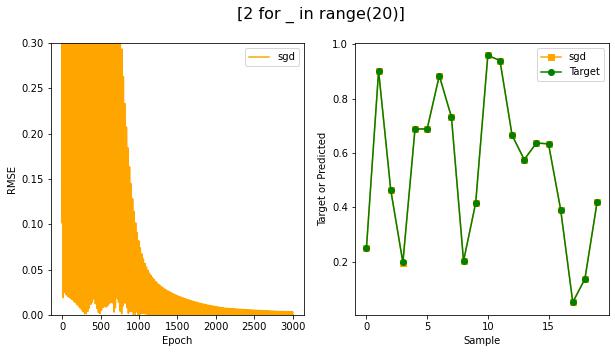 [2 for _ in range(20)]
sgd
RMSE
0.30
0.25
0.20
0.15
0.10
0.05
0.00
0 500 1000 1500 2000 2500 3000
Epoch
sgd
Target
Target or Predicted
1.0
0.8
0.6
0.4
0.2
0 5 10 15
Sample